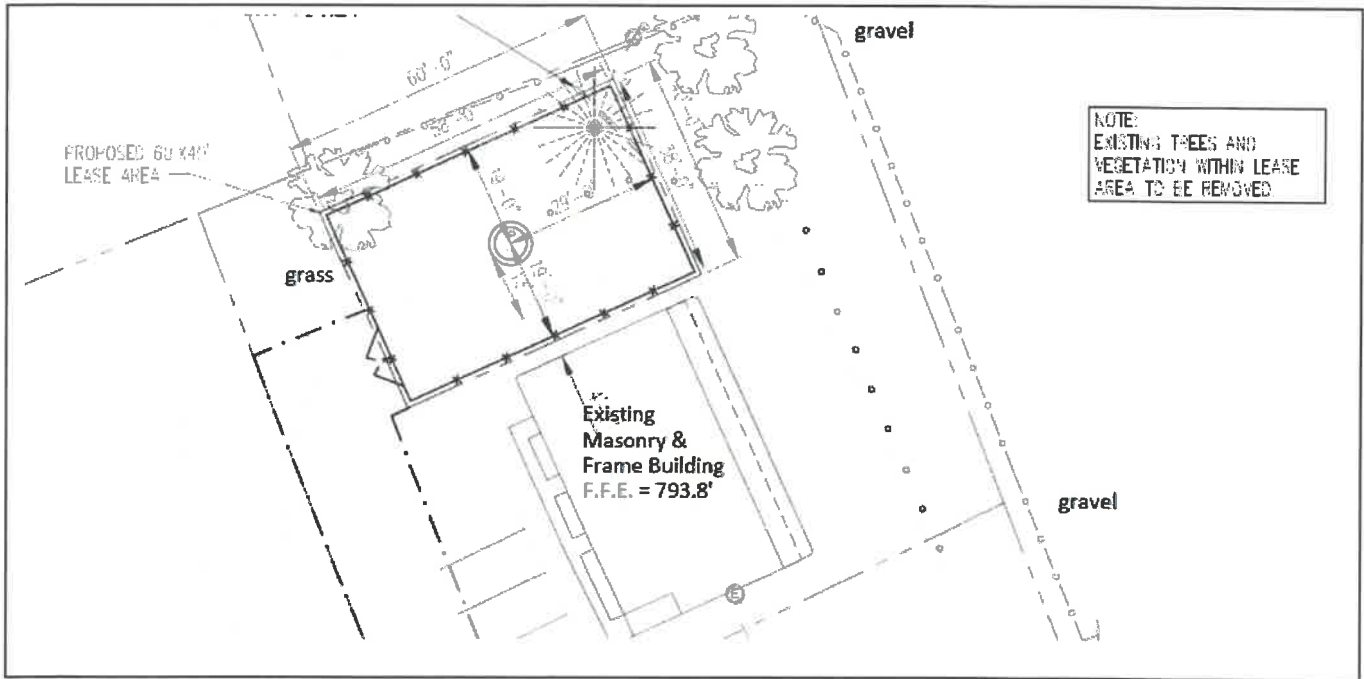 gravel
60'-0"
PROPOSED 60'X40'
LEASE AREA
NOTE:
EXISTING TREES AND
VEGETATION WITHIN LEASE
AREA TO BE REMOVED
29'
grass
Existing
Masonry &
Frame Building
F.F.E. = 793.8'
gravel
E